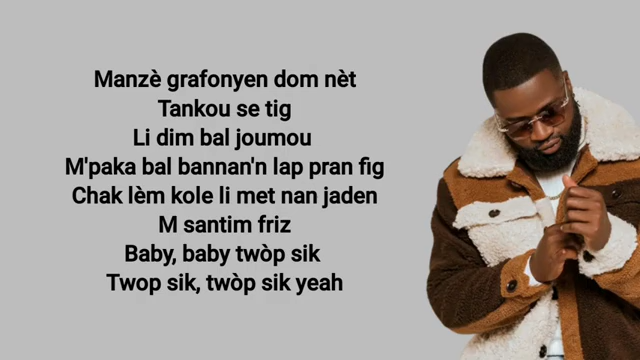 Manzè grafonyen dom nèt
Tankou se tig
Li dim bal joumou
M'paka bal bannan'n lap pran fig
Chak lèm kole li met nan jaden
M santim friz
Baby, baby twòp sik
Twop sik, twòp sik yeah